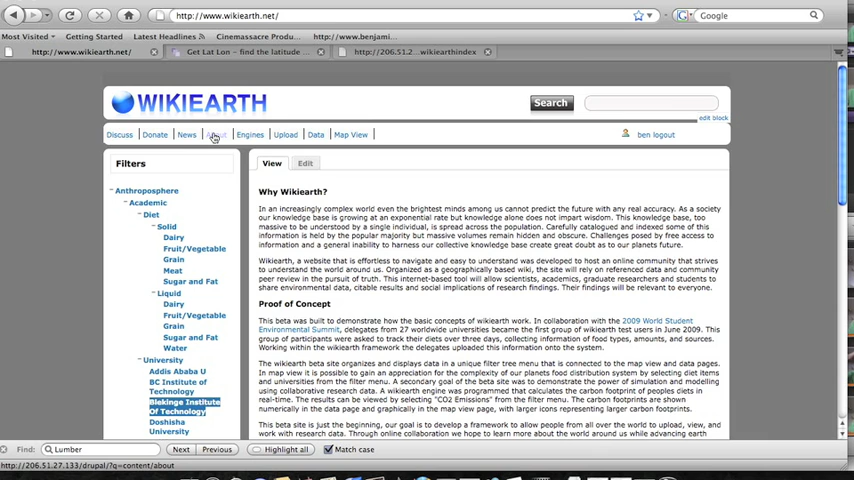 http://www.wikiearth.net/
Google
Most Visited
Getting Started
Latest Headlines
Cinemassacre Produc...
http://www.benjami...
http://www.wikiearth.net/
Get Lat Lon - find the latitude ...
http://206.51.2...wikiearthindex
WIKIEARTH
Search
edit block
Discuss
Donate
News
About
Engines
Upload
Data
Map View
ben logout
Filters
Anthroposphere
Academic
Diet
Solid
Dairy
Fruit/Vegetable
Grain
Meat
Sugar and Fat
Liquid
Dairy
Fruit/Vegetable
Grain
Sugar and Fat
Water
University
Addis Ababa U
BC Institute of
Technology
Blekinge Institute
Of Technology
Doshisha
University
View
Edit
Why Wikiearth?
In an increasingly complex world even the brightest minds among us cannot predict the future with any real accuracy. As a society
our knowledge base is growing at an exponential rate but knowledge alone does not impart wisdom. This knowledge base, too
massive to be understood by a single individual, is spread across the population. Carefully catalogued and indexed some of this
information is held by the popular majority but massive volumes remain hidden and obscure. Challenges posed by free access to
information and a general inability to harness our collective knowledge base create great doubt as to our planets future.
Wikiearth, a website that is effortless to navigate and easy to understand was developed to host an online community that strives
to understand the world around us. Organized as a geographically based wiki, the site will rely on referenced data and community
peer review in the pursuit of truth. This internet-based tool will allow scientists, academics, graduate researchers and students to
share environmental data, citable results and social implications of research findings. Their findings will be relevant to everyone.
Proof of Concept
This beta was built to demonstrate how the basic concepts of wikiearth work. In collaboration with the 2009 World Student
Environmental Summit, delegates from 27 worldwide universities became the first group of wikiearth test users in June 2009. This
group of participants were asked to track their diets over three days, collecting information of food types, amounts, and sources.
Working within the wikiearth framework the delegates uploaded this information onto the system.
The wikiearth beta site organizes and displays data in a unique filter tree menu that is connected to the map view and data pages.
In map view it is possible to gain an appreciation for the complexity of our planets food distribution system by selecting diet items
and universities from the filter menu. A secondary goal of the beta site was to demonstrate the power of simulation and modelling
using collaborative research data. A wikiearth engine was programmed that calculates the carbon footprint of peoples diets in
real-time. The results can be viewed by selecting "CO2 Emissions" from the filter menu. The carbon footprints are shown
numerically in the data page and graphically in the map view page, with larger icons representing larger carbon footprints.
This beta site is just the beginning, our goal is to develop a framework to allow people from all over the world to upload, view, and
work with research data. Through online collaboration we hope to learn more about the world around us while advancing earth
Find:
Lumber
Next
Previous
Highlight all
Match case
http://206.51.27.133/drupal/?q=content/about